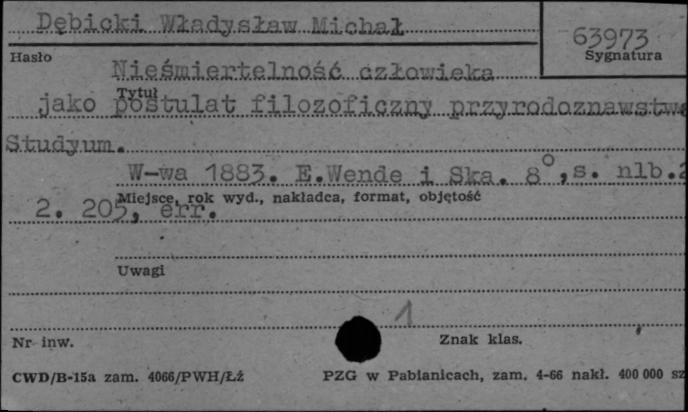 Dębicki Władysław Michał
63973
Hasło
Sygnatura
Nieśmiertelność człowieka
Tytuł
jako postulat filozoficzny przyrodoznawstwa
Studyum.
W-wa 1883. E.Wende i Ska. 8°, s. nlb.2
Miejsce, rok wyd., nakładca, format, objętość
2. 205, err.
Uwagi
1
Nr inw.
Znak klas.
CWD/B-15a zam. 4066/PWH/Łź
PZG w Pabianicach, zam. 4-66 nakł. 400 000 sz